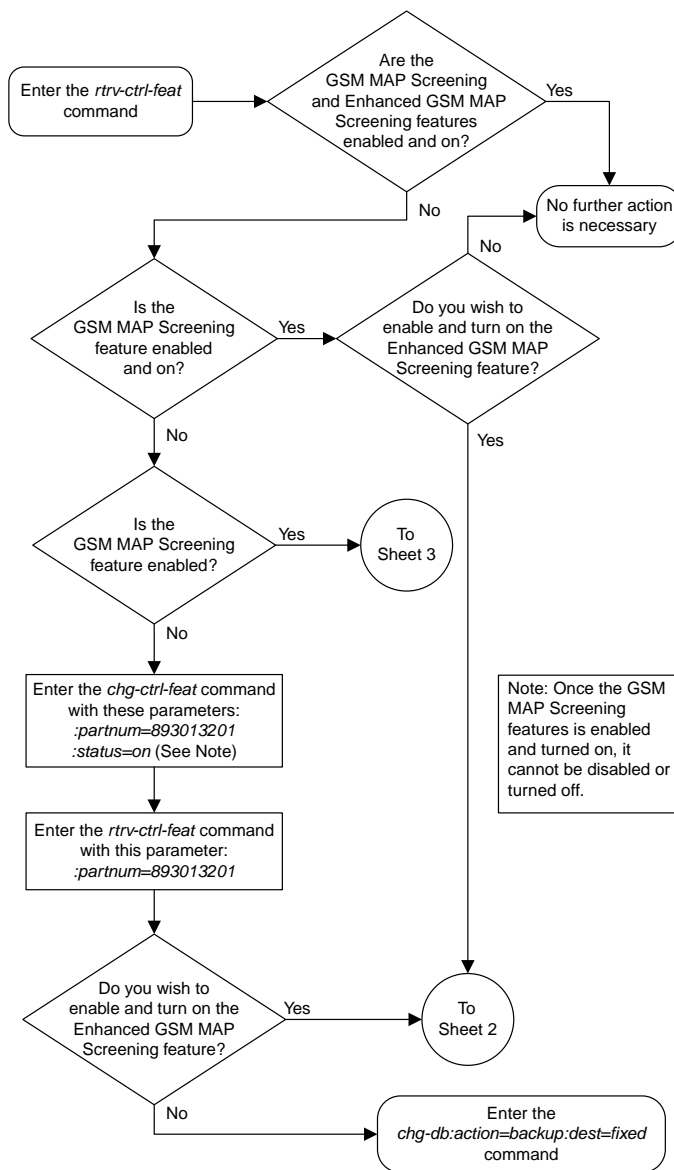 Enter the rtrv-ctrl-feat
command
Are the
GSM MAP Screening
and Enhanced GSM MAP
Screening features
enabled and on?
Yes
No
No further action
is necessary
No
Is the
GSM MAP Screening
feature enabled
and on?
Yes
Do you wish to
enable and turn on the
Enhanced GSM MAP
Screening feature?
No
Yes
Is the
GSM MAP Screening
feature enabled?
Yes
To
Sheet 3
No
Enter the chg-ctrl-feat command
with these parameters:
:partnum=893013201
:status=on (See Note)
Note: Once the GSM
MAP Screening
features is enabled
and turned on, it
cannot be disabled or
turned off.
Enter the rtrv-ctrl-feat command
with this parameter:
:partnum=893013201
Do you wish to
enable and turn on the
Enhanced GSM MAP
Screening feature?
Yes
To
Sheet 2
No
Enter the
chg-db:action=backup:dest=fixed
command